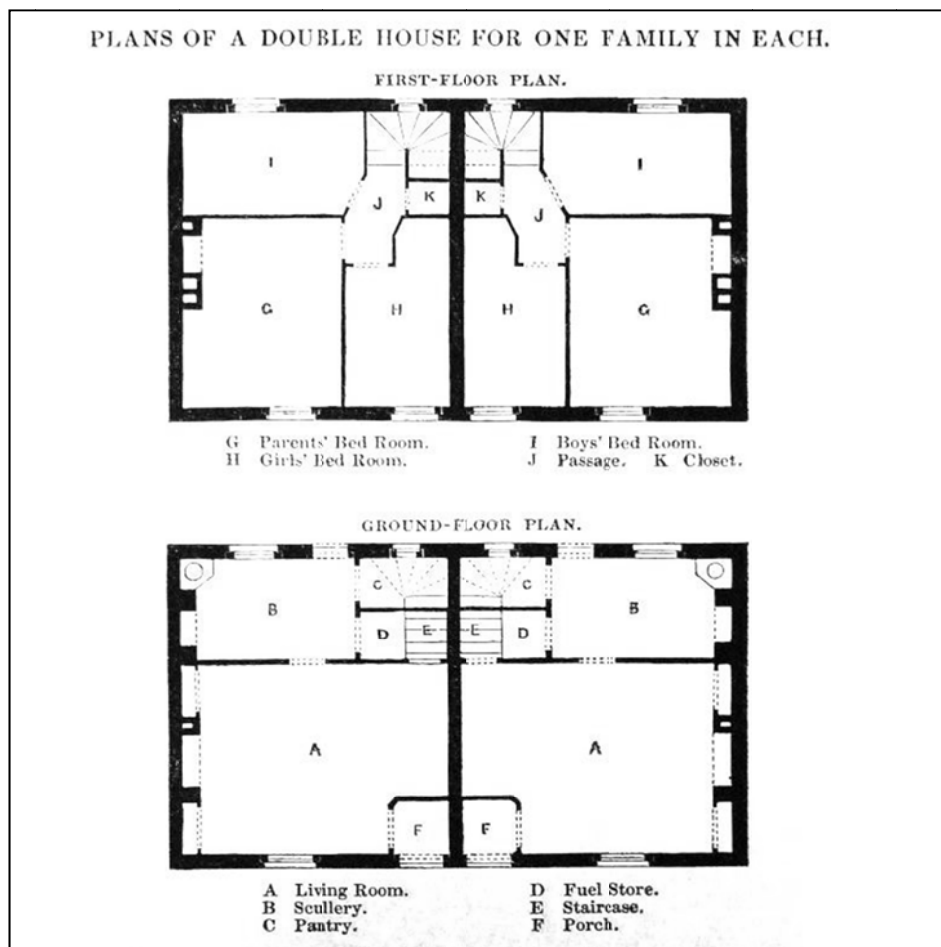 PLANS OF A DOUBLE HOUSE FOR ONE FAMILY IN EACH.
FIRST-FLOOR PLAN.
I I
K K
J J
G H H G
G Parents' Bed Room. I Boys' Bed Room.
H Girls' Bed Room. J Passage. K Closet.
GROUND-FLOOR PLAN.
C C
B B
D E E D
A A
F F
A Living Room. D Fuel Store.
B Scullery. E Staircase.
C Pantry. F Porch.